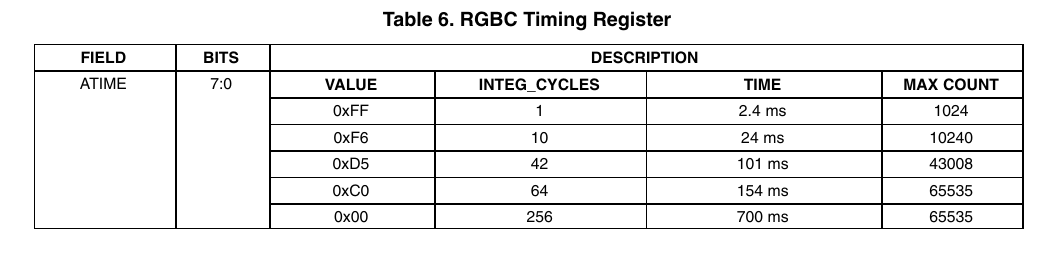 Table 6. RGBC Timing Register
FIELD BITS DESCRIPTION
ATIME 7:0 VALUE INTEG_CYCLES TIME MAX COUNT
0xFF 1 2.4 ms 1024
0xF6 10 24 ms 10240
0xD5 42 101 ms 43008
0xC0 64 154 ms 65535
0x00 256 700 ms 65535